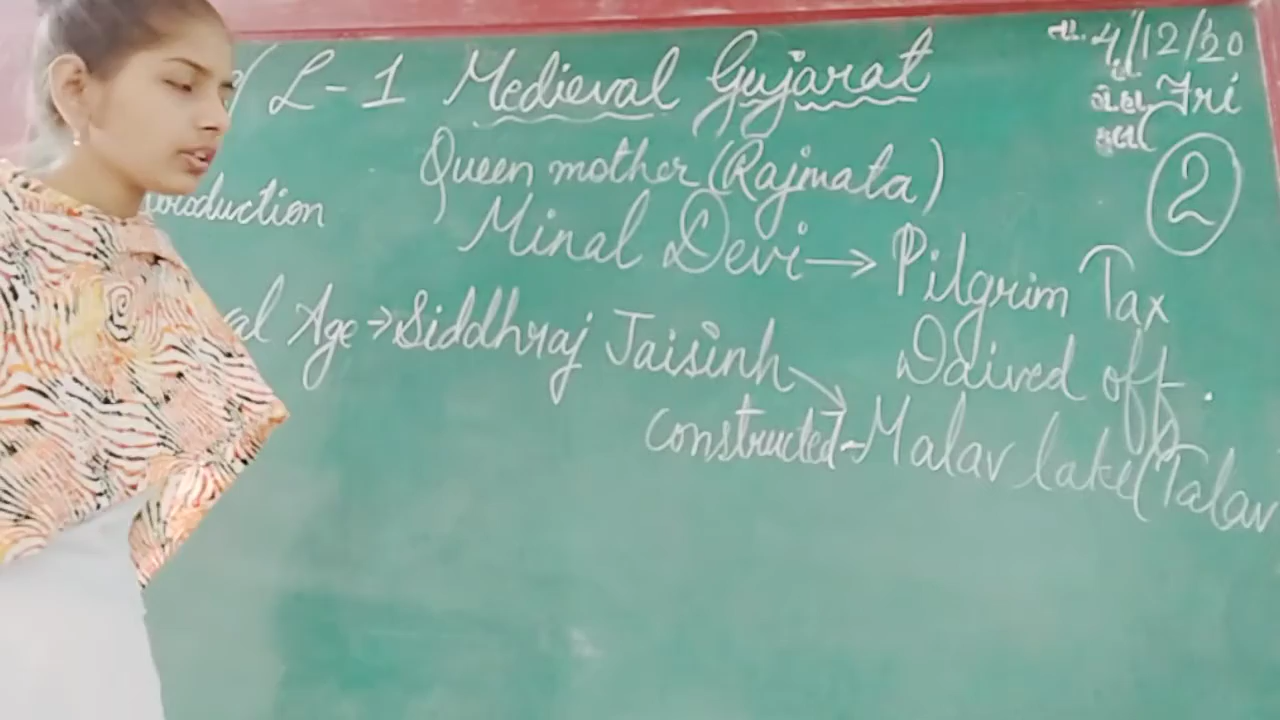 L-1 Medieval Gujarat
તા. 4/12/20
Fri
2
Queen mother (Rajmata)
Minal Devi → Pilgrim Tax
Daived off.
roduction
al Age → Siddhraj Jaisinh
constructed - Malav lake (Talav